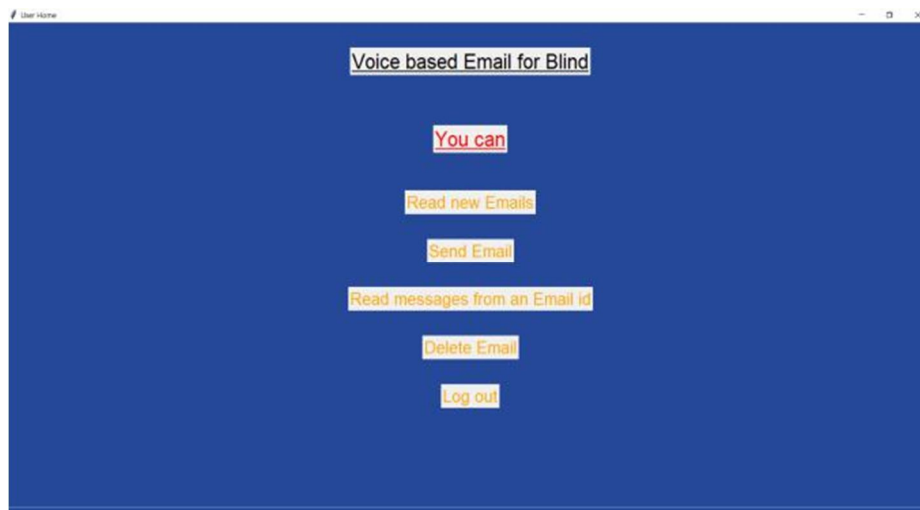 User Home
Voice based Email for Blind
You can
Read new Emails
Send Email
Read messages from an Email id
Delete Email
Log out